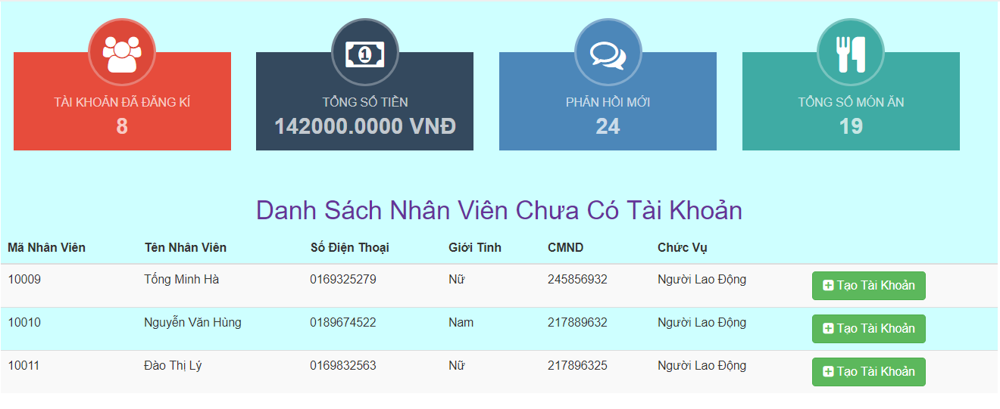 TÀI KHOẢN ĐÃ ĐĂNG KÍ
8
TỔNG SỐ TIỀN
142000.0000 VNĐ
PHẢN HỒI MỚI
24
TỔNG SỐ MÓN ĂN
19
Danh Sách Nhân Viên Chưa Có Tài Khoản
Mã Nhân Viên Tên Nhân Viên Số Điện Thoại Giới Tính CMND Chức Vụ
10009 Tống Minh Hà 0169325279 Nữ 245856932 Người Lao Động Tạo Tài Khoản
10010 Nguyễn Văn Hùng 0189674522 Nam 217889632 Người Lao Động Tạo Tài Khoản
10011 Đào Thị Lý 0169832563 Nữ 217896325 Người Lao Động Tạo Tài Khoản